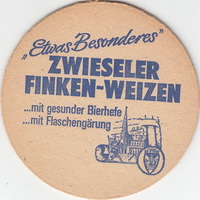 „Etwas Besonderes"
ZWIESELER
FINKEN-WEIZEN
...mit gesunder Bierhefe
...mit Flaschengärung